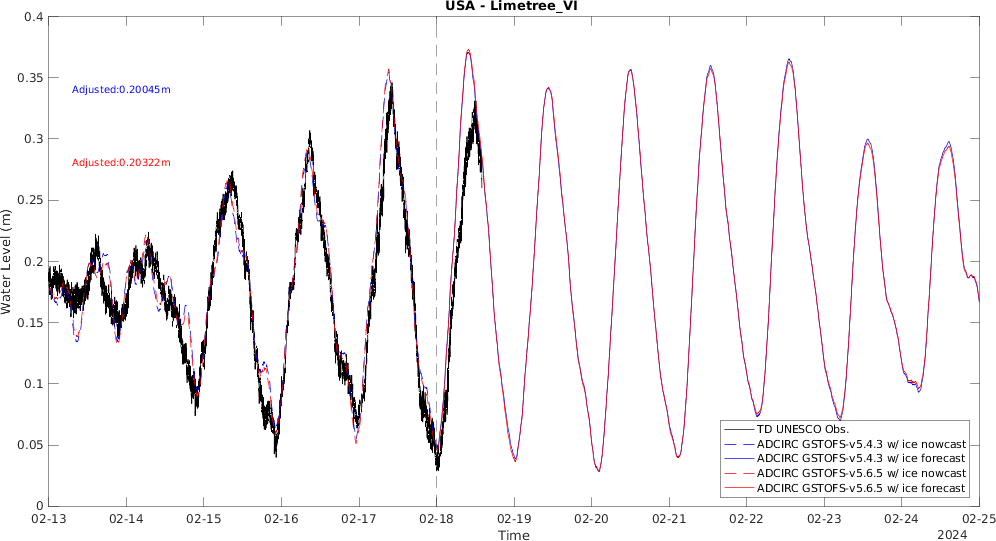 USA - Limetree_VI
0.4
0.35
0.3
0.25
0.2
0.15
0.1
0.05
0
Water Level (m)
Adjusted:0.20045m
Adjusted:0.20322m
TD UNESCO Obs.
ADCIRC GSTOFS-v5.4.3 w/ ice nowcast
ADCIRC GSTOFS-v5.4.3 w/ ice forecast
ADCIRC GSTOFS-v5.6.5 w/ ice nowcast
ADCIRC GSTOFS-v5.6.5 w/ ice forecast
02-13 02-14 02-15 02-16 02-17 02-18 02-19 02-20 02-21 02-22 02-23 02-24 02-25
Time
2024